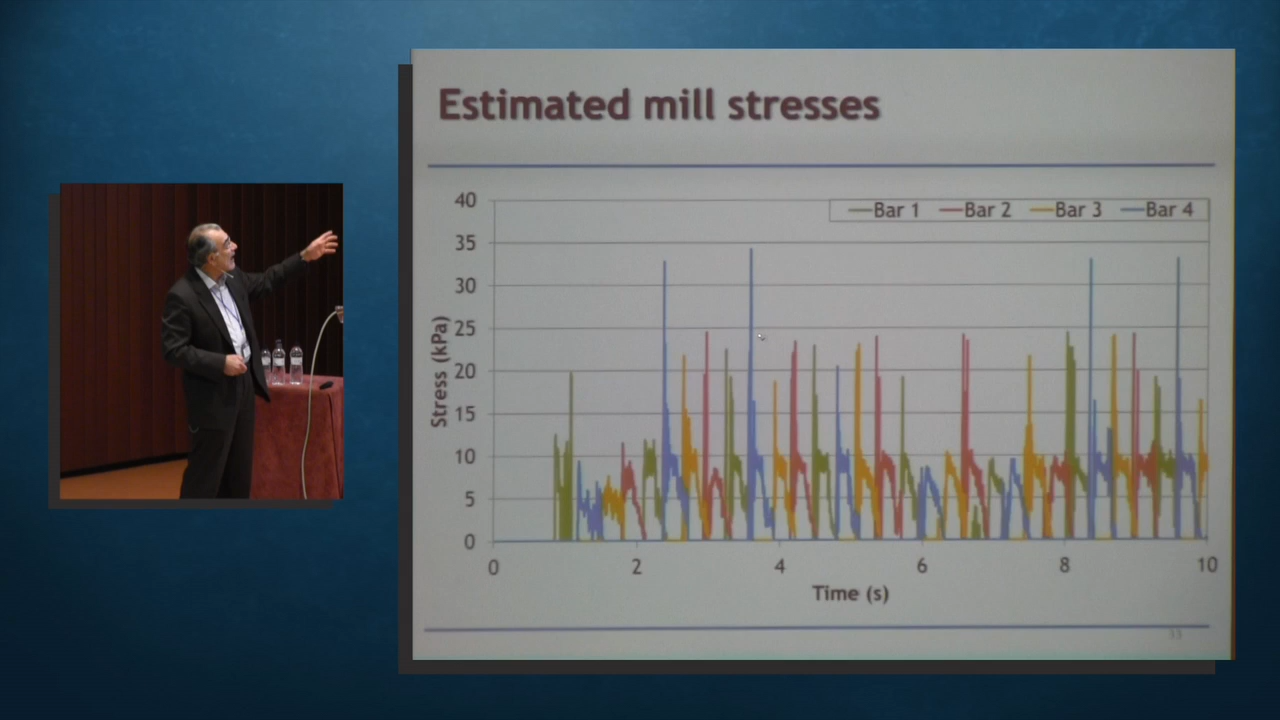 Estimated mill stresses
40
Bar 1 Bar 2 Bar 3 Bar 4
35
30
25
20
15
10
5
0
Stress (kPa)
0 2 4 6 8 10
Time (s)
33